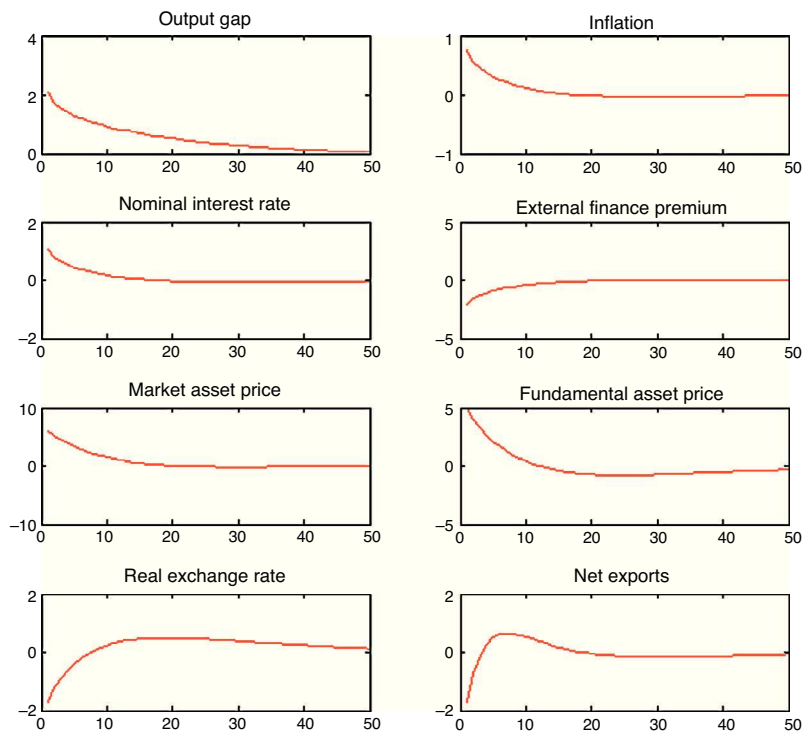 Output gap
4
2
0
0 10 20 30 40 50
Inflation
1
0
−1
0 10 20 30 40 50
Nominal interest rate
2
0
−2
0 10 20 30 40 50
External finance premium
5
0
−5
0 10 20 30 40 50
Market asset price
10
0
−10
0 10 20 30 40 50
Fundamental asset price
5
0
−5
0 10 20 30 40 50
Real exchange rate
2
0
−2
0 10 20 30 40 50
Net exports
2
0
−2
0 10 20 30 40 50